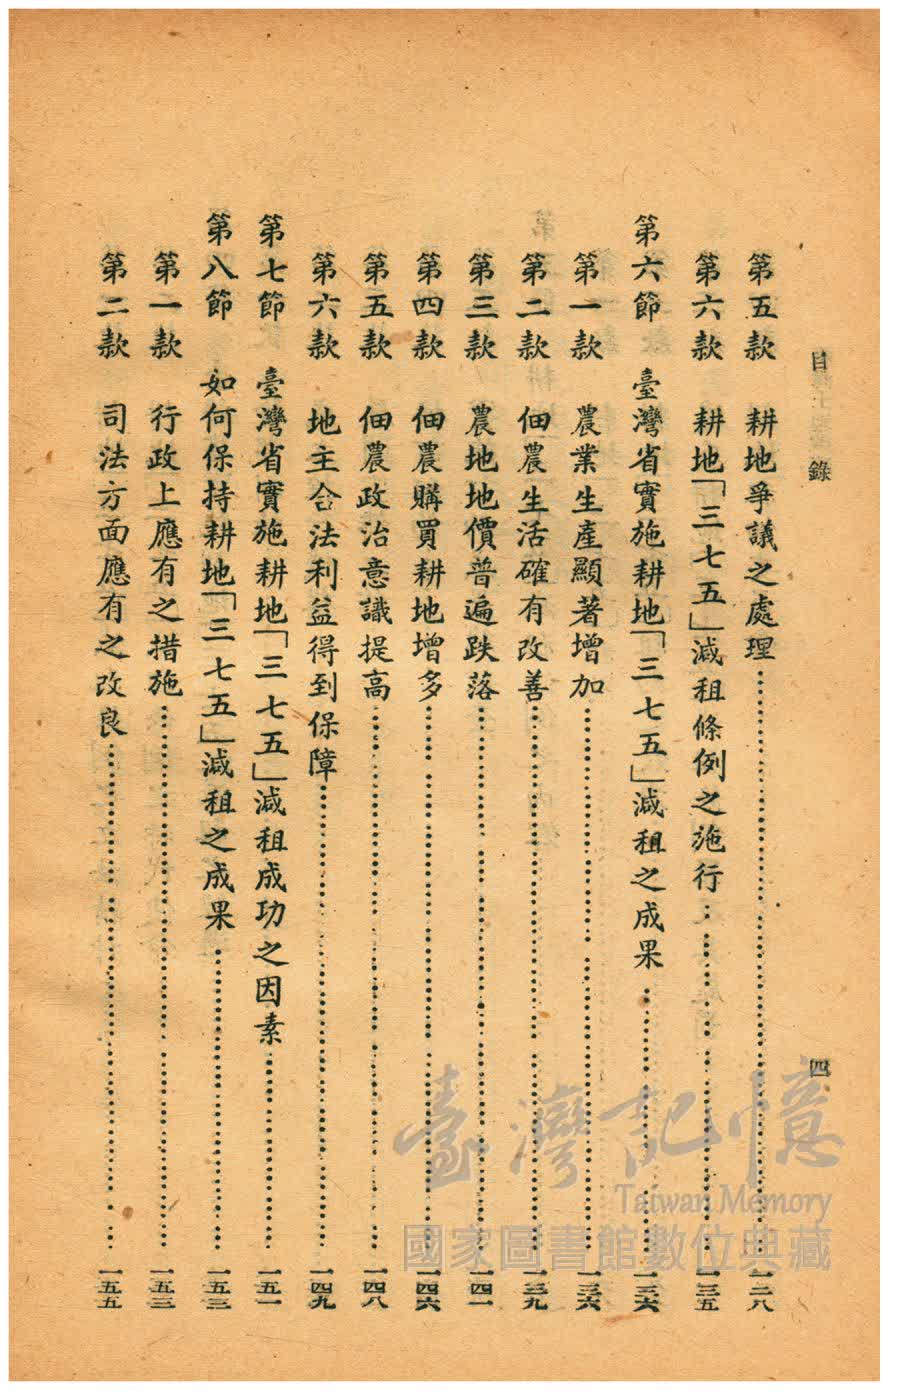 目錄 四
第五款 耕地爭議之處理 一二八
第六款 耕地「三七五」減租條例之施行 一三五
第六節 臺灣省實施耕地「三七五」減租之成果 一三六
第一款 農業生產顯著增加 一三六
第二款 佃農生活確有改善 一三九
第三款 農地地價普遍跌落 一四一
第四款 佃農購買耕地增多 一四六
第五款 佃農政治意識提高 一四八
第六款 地主合法利益得到保障 一四九
第七節 臺灣省實施耕地「三七五」減租成功之因素 一五一
第八節 如何保持耕地「三七五」減租之成果 一五三
第一款 行政上應有之措施 一五三
第二款 司法方面應有之改良 一五五
臺灣記憶
Taiwan Memory
國家圖書館數位典藏